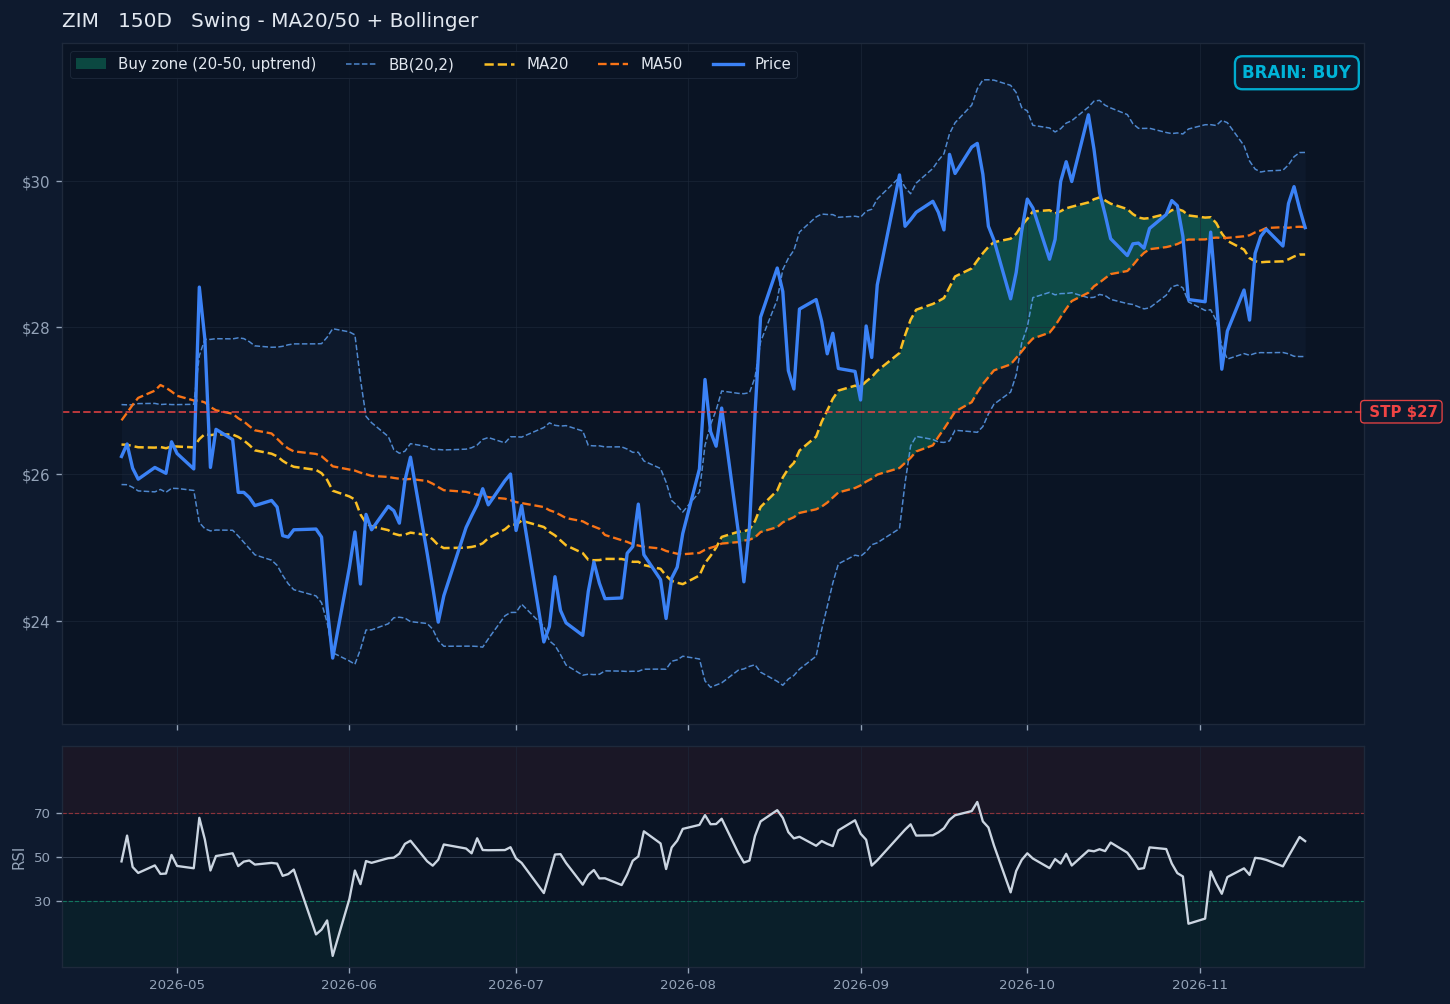 ZIM 150D Swing - MA20/50 + Bollinger
Buy zone (20-50, uptrend) BB(20,2) MA20 MA50 Price
BRAIN: BUY
$30
$28
$26
$24
STP $27
70
50
30
RSI
2026-05 2026-06 2026-07 2026-08 2026-09 2026-10 2026-11